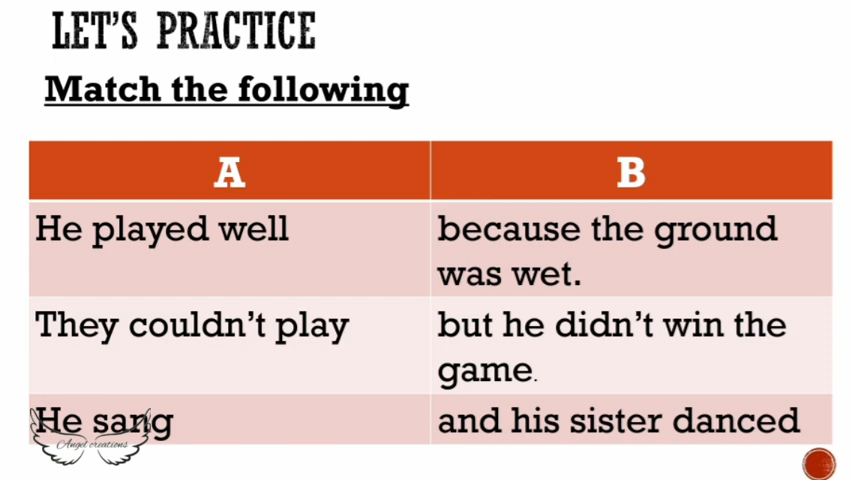 LET'S PRACTICE
Match the following
A B
He played well because the ground
was wet.
They couldn't play but he didn't win the
game.
He sang and his sister danced
Angel creations